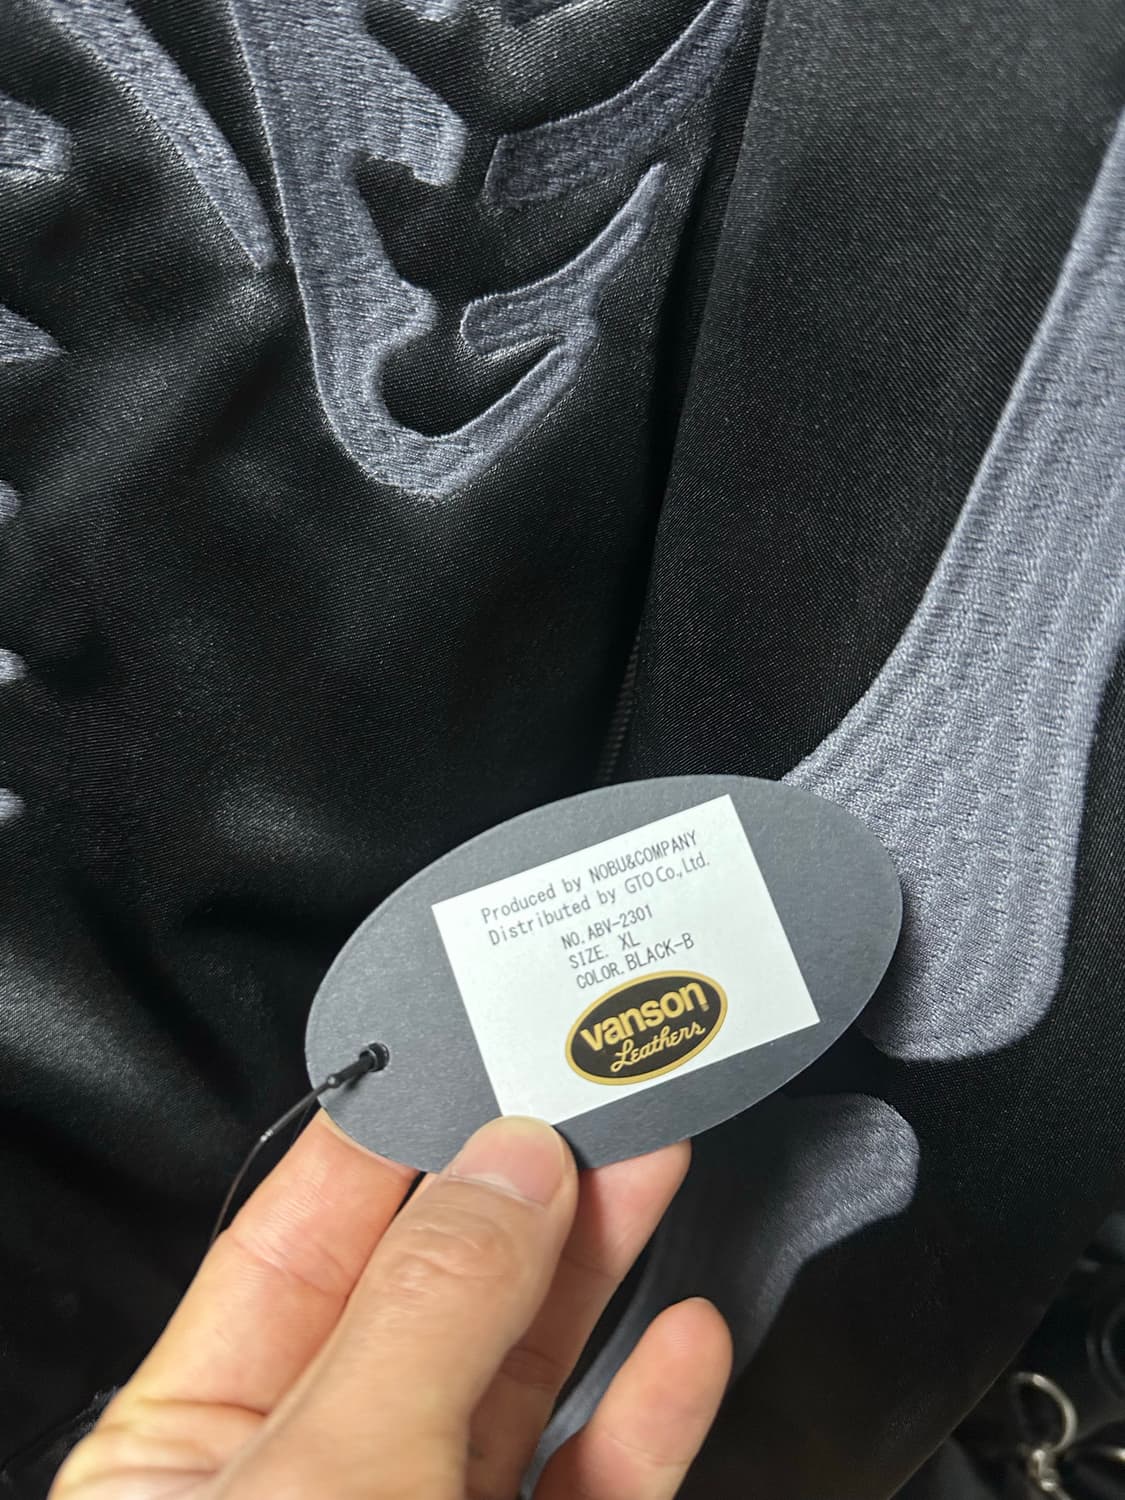 Produced by NOBU&COMPANY
Distributed by GTO Co.,Ltd.
NO. ABV-2301
SIZE. XL
COLOR. BLACK-B
vanson
Leathers